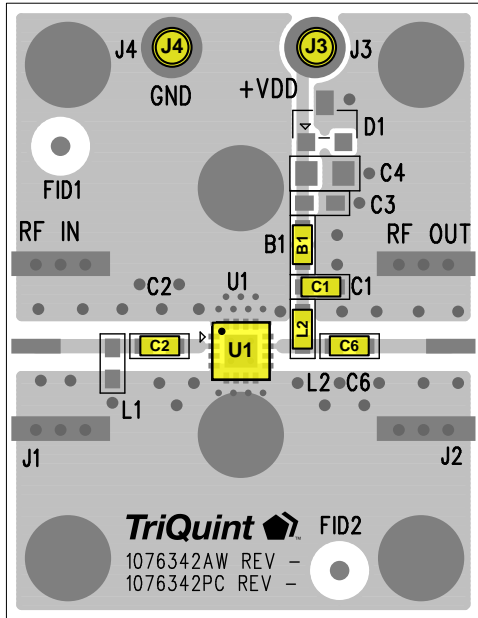 J4 J4 J3 J3
GND +VDD
D1
C4
FID1
C3
RF IN B1 B1 RF OUT
C2 U1 C1 C1
L2
C2 U1 C6
L1 L2 C6
J1 J2
TriQuint FID2
1076342AW REV -
1076342PC REV -